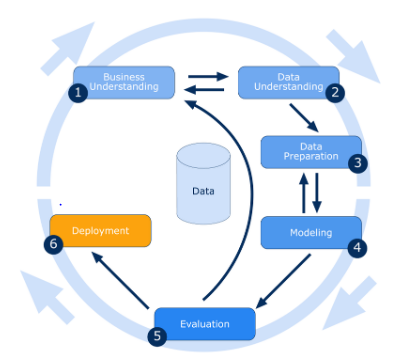 Business
Understanding
1
Data
Understanding
2
Data
Preparation
3
Data
Modeling
4
Deployment
6
Evaluation
5